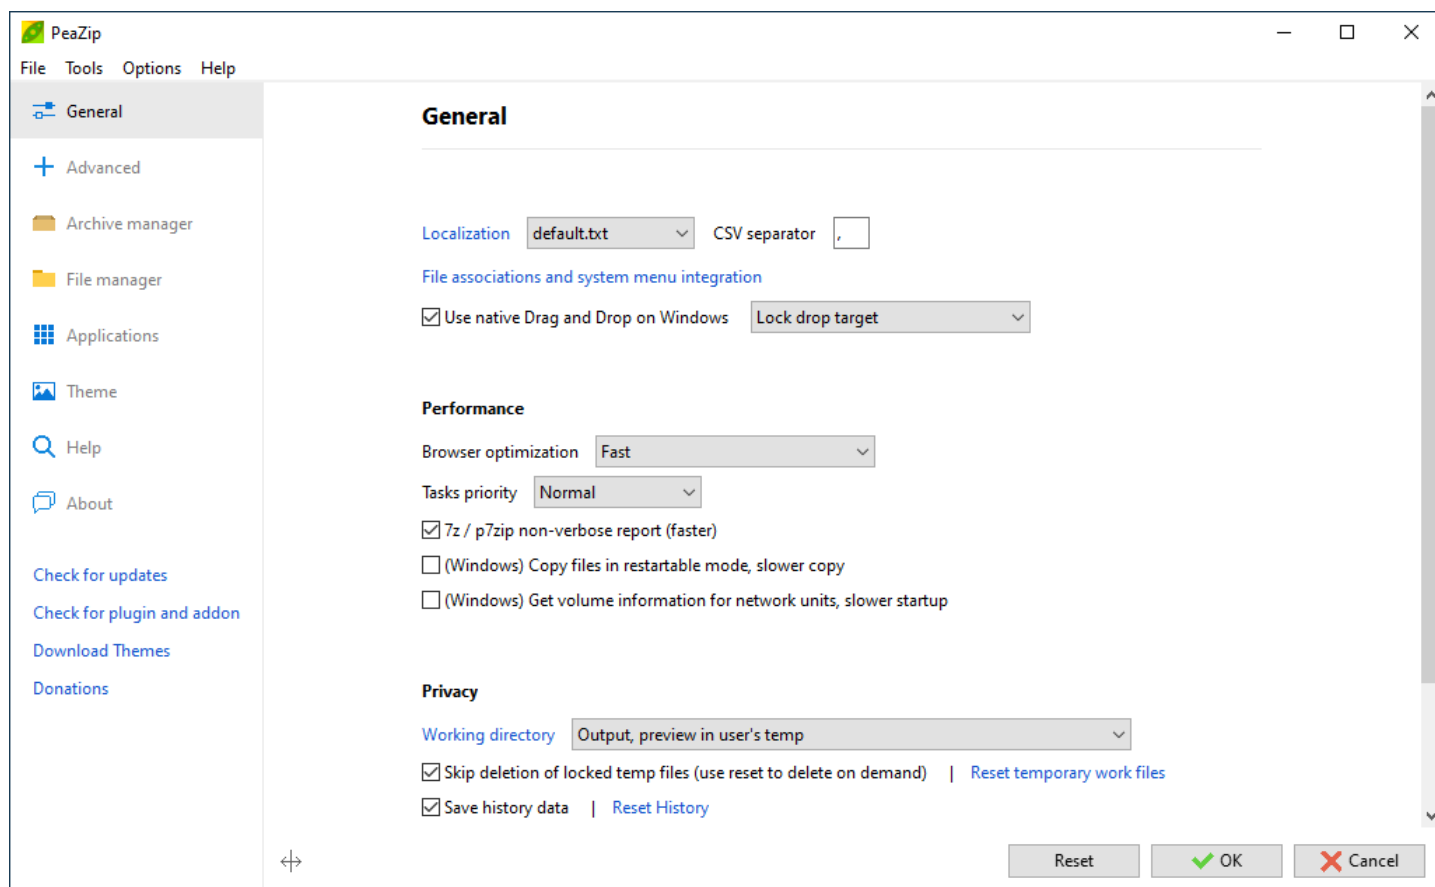 PeaZip
File Tools Options Help
General
Advanced
Archive manager
File manager
Applications
Theme
Help
About
Check for updates
Check for plugin and addon
Download Themes
Donations
General
Localization default.txt CSV separator ,
File associations and system menu integration
Use native Drag and Drop on Windows Lock drop target
Performance
Browser optimization Fast
Tasks priority Normal
7z / p7zip non-verbose report (faster)
(Windows) Copy files in restartable mode, slower copy
(Windows) Get volume information for network units, slower startup
Privacy
Working directory Output, preview in user's temp
Skip deletion of locked temp files (use reset to delete on demand) | Reset temporary work files
Save history data | Reset History
Reset OK Cancel